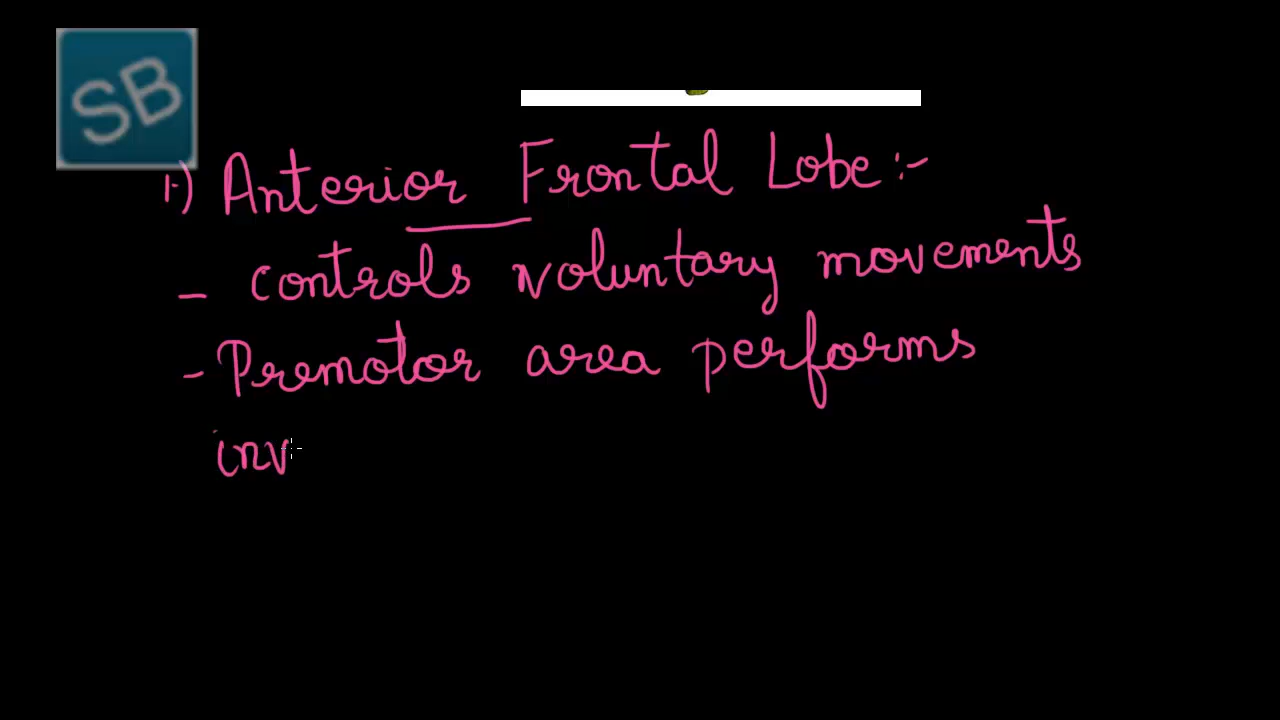 SB
1.) Anterior Frontal Lobe :-
- controls voluntary movements
- Premotor area performs
inv